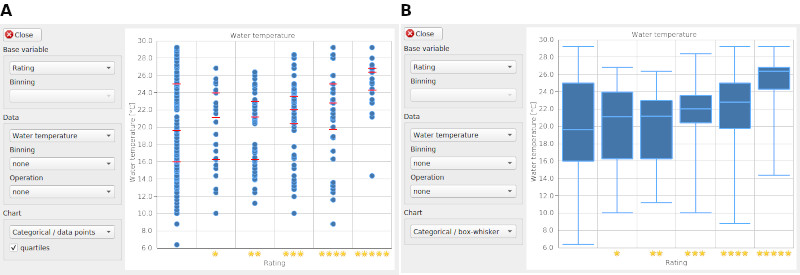 A
Close
Base variable
Rating
Binning
Data
Water temperature
Binning
none
Operation
none
Chart
Categorical / data points
quartiles
Water temperature
Water temperature [°C]
30.0
28.0
26.0
24.0
22.0
20.0
18.0
16.0
14.0
12.0
10.0
8.0
6.0
Rating
B
Close
Base variable
Rating
Binning
Data
Water temperature
Binning
none
Operation
none
Chart
Categorical / box-whisker
Water temperature
Water temperature [°C]
30.0
28.0
26.0
24.0
22.0
20.0
18.0
16.0
14.0
12.0
10.0
8.0
6.0
Rating